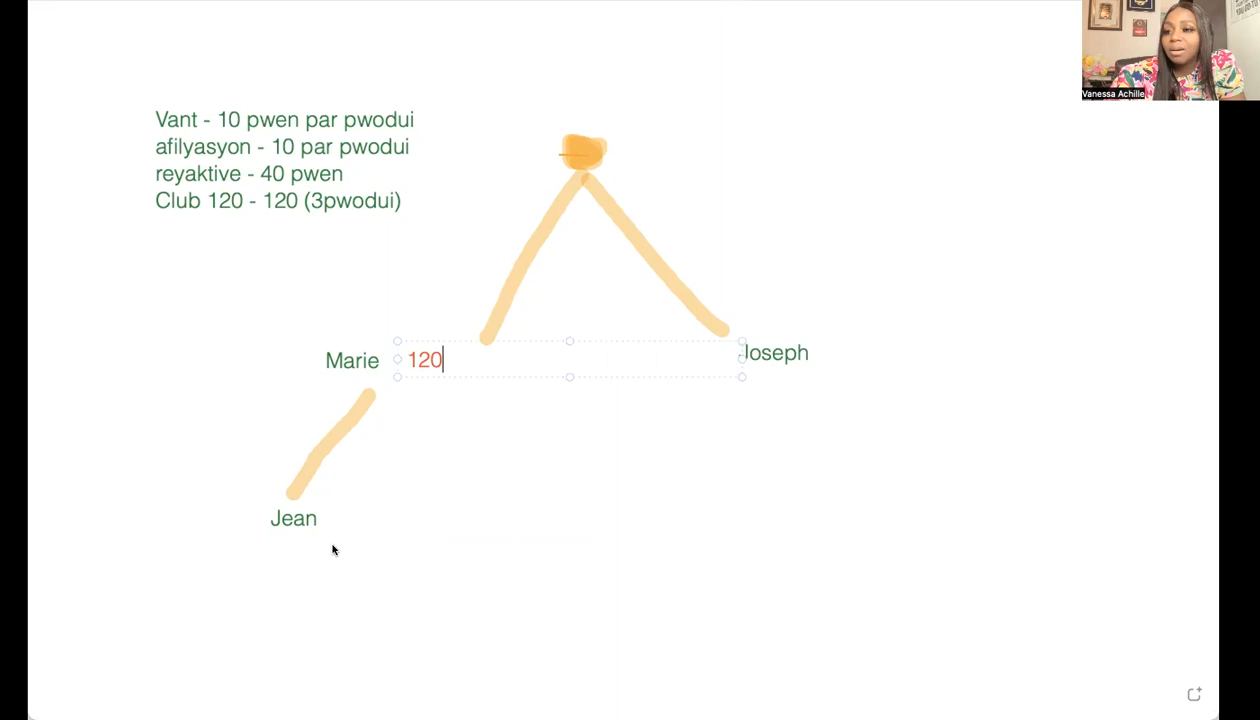 Vant - 10 pwen par pwodui
afilyasyon - 10 par pwodui
reyaktive - 40 pwen
Club 120 - 120 (3pwodui)
Marie 120 Joseph
Jean
Vanessa Achille